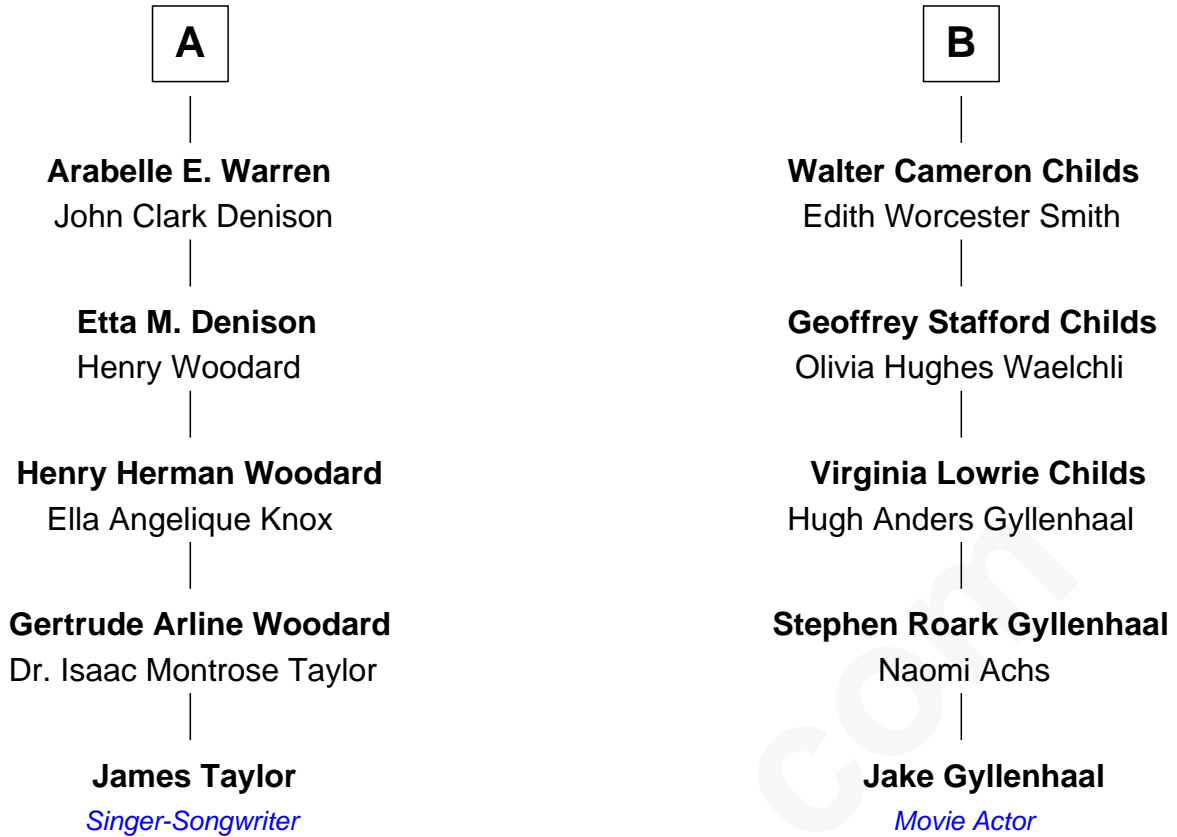 A
Arabelle E. Warren
John Clark Denison
Etta M. Denison
Henry Woodard
Henry Herman Woodard
Ella Angelique Knox
Gertrude Arline Woodard
Dr. Isaac Montrose Taylor
James Taylor
Singer-Songwriter
B
Walter Cameron Childs
Edith Worcester Smith
Geoffrey Stafford Childs
Olivia Hughes Waelchli
Virginia Lowrie Childs
Hugh Anders Gyllenhaal
Stephen Roark Gyllenhaal
Naomi Achs
Jake Gyllenhaal
Movie Actor
com